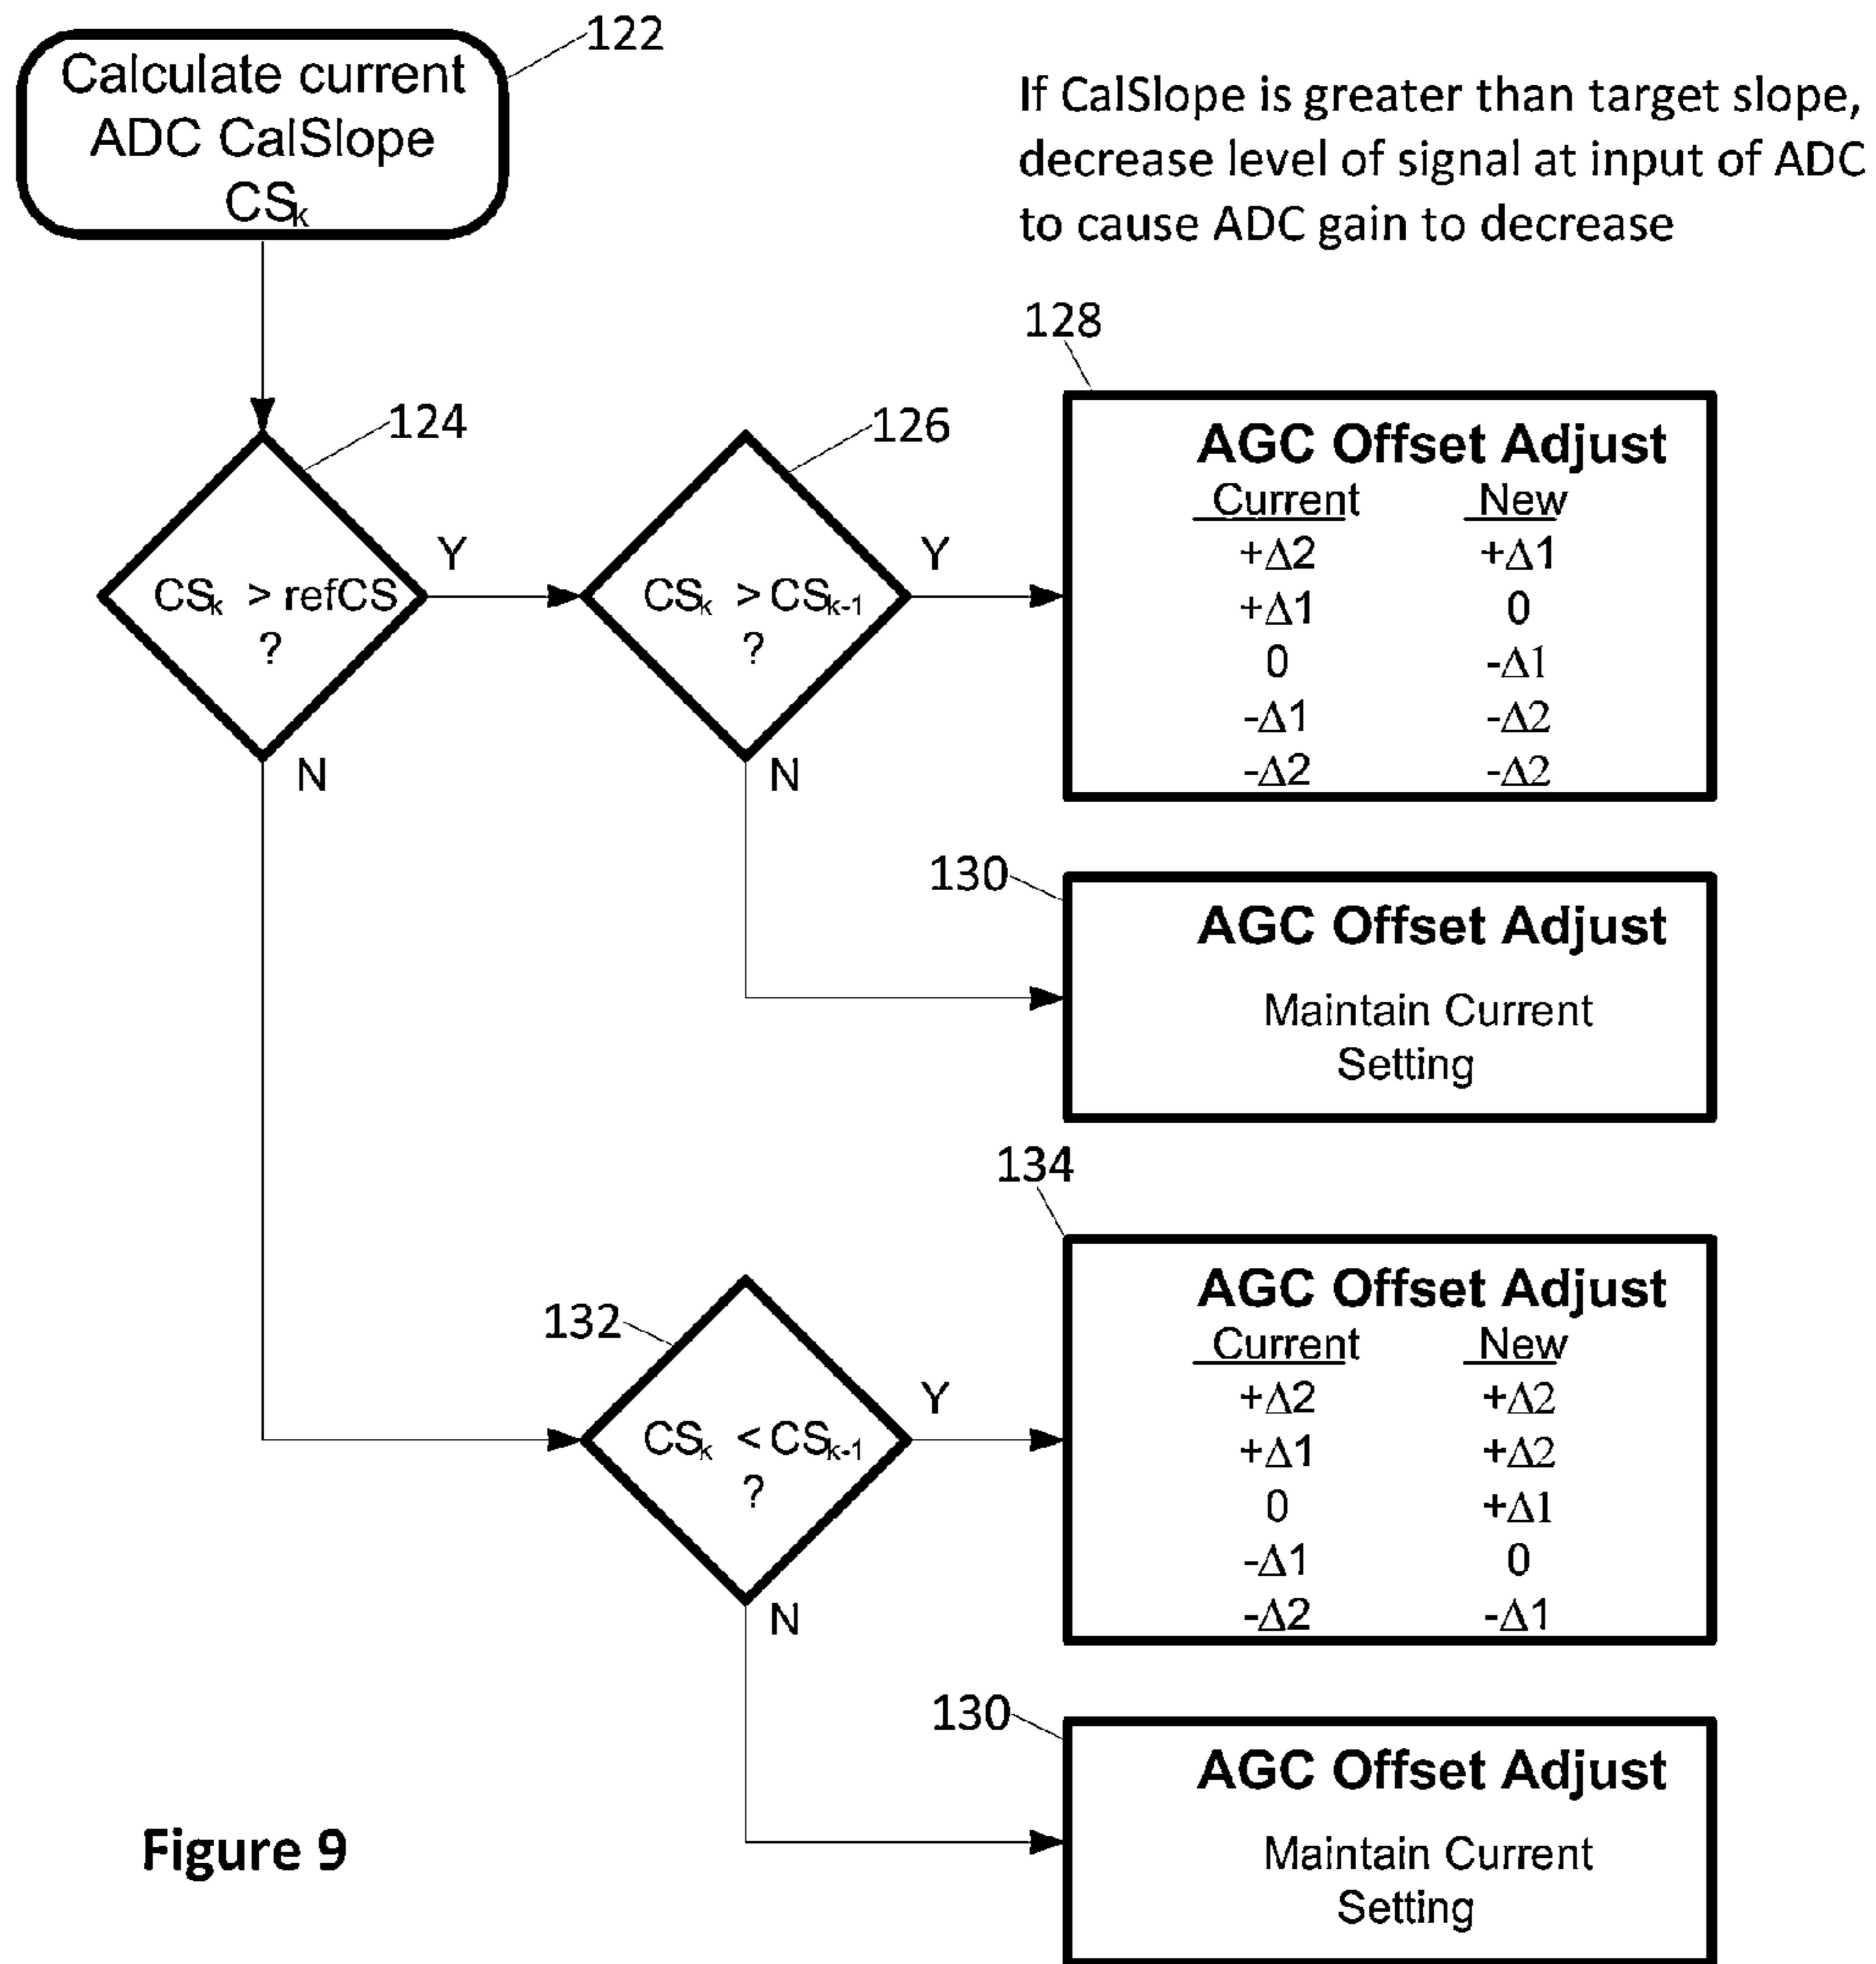 122
Calculate current
ADC CalSlope
CSk
If CalSlope is greater than target slope,
decrease level of signal at input of ADC
to cause ADC gain to decrease
124
CSk > refCS
?
Y
N
126
CSk > CSk-1
?
Y
N
128
AGC Offset Adjust
Current New
+Δ2 +Δ1
+Δ1 0
0 -Δ1
-Δ1 -Δ2
-Δ2 -Δ2
130
AGC Offset Adjust
Maintain Current
Setting
132
CSk < CSk-1
?
Y
N
134
AGC Offset Adjust
Current New
+Δ2 +Δ2
+Δ1 +Δ2
0 +Δ1
-Δ1 0
-Δ2 -Δ1
130
AGC Offset Adjust
Maintain Current
Setting
Figure 9